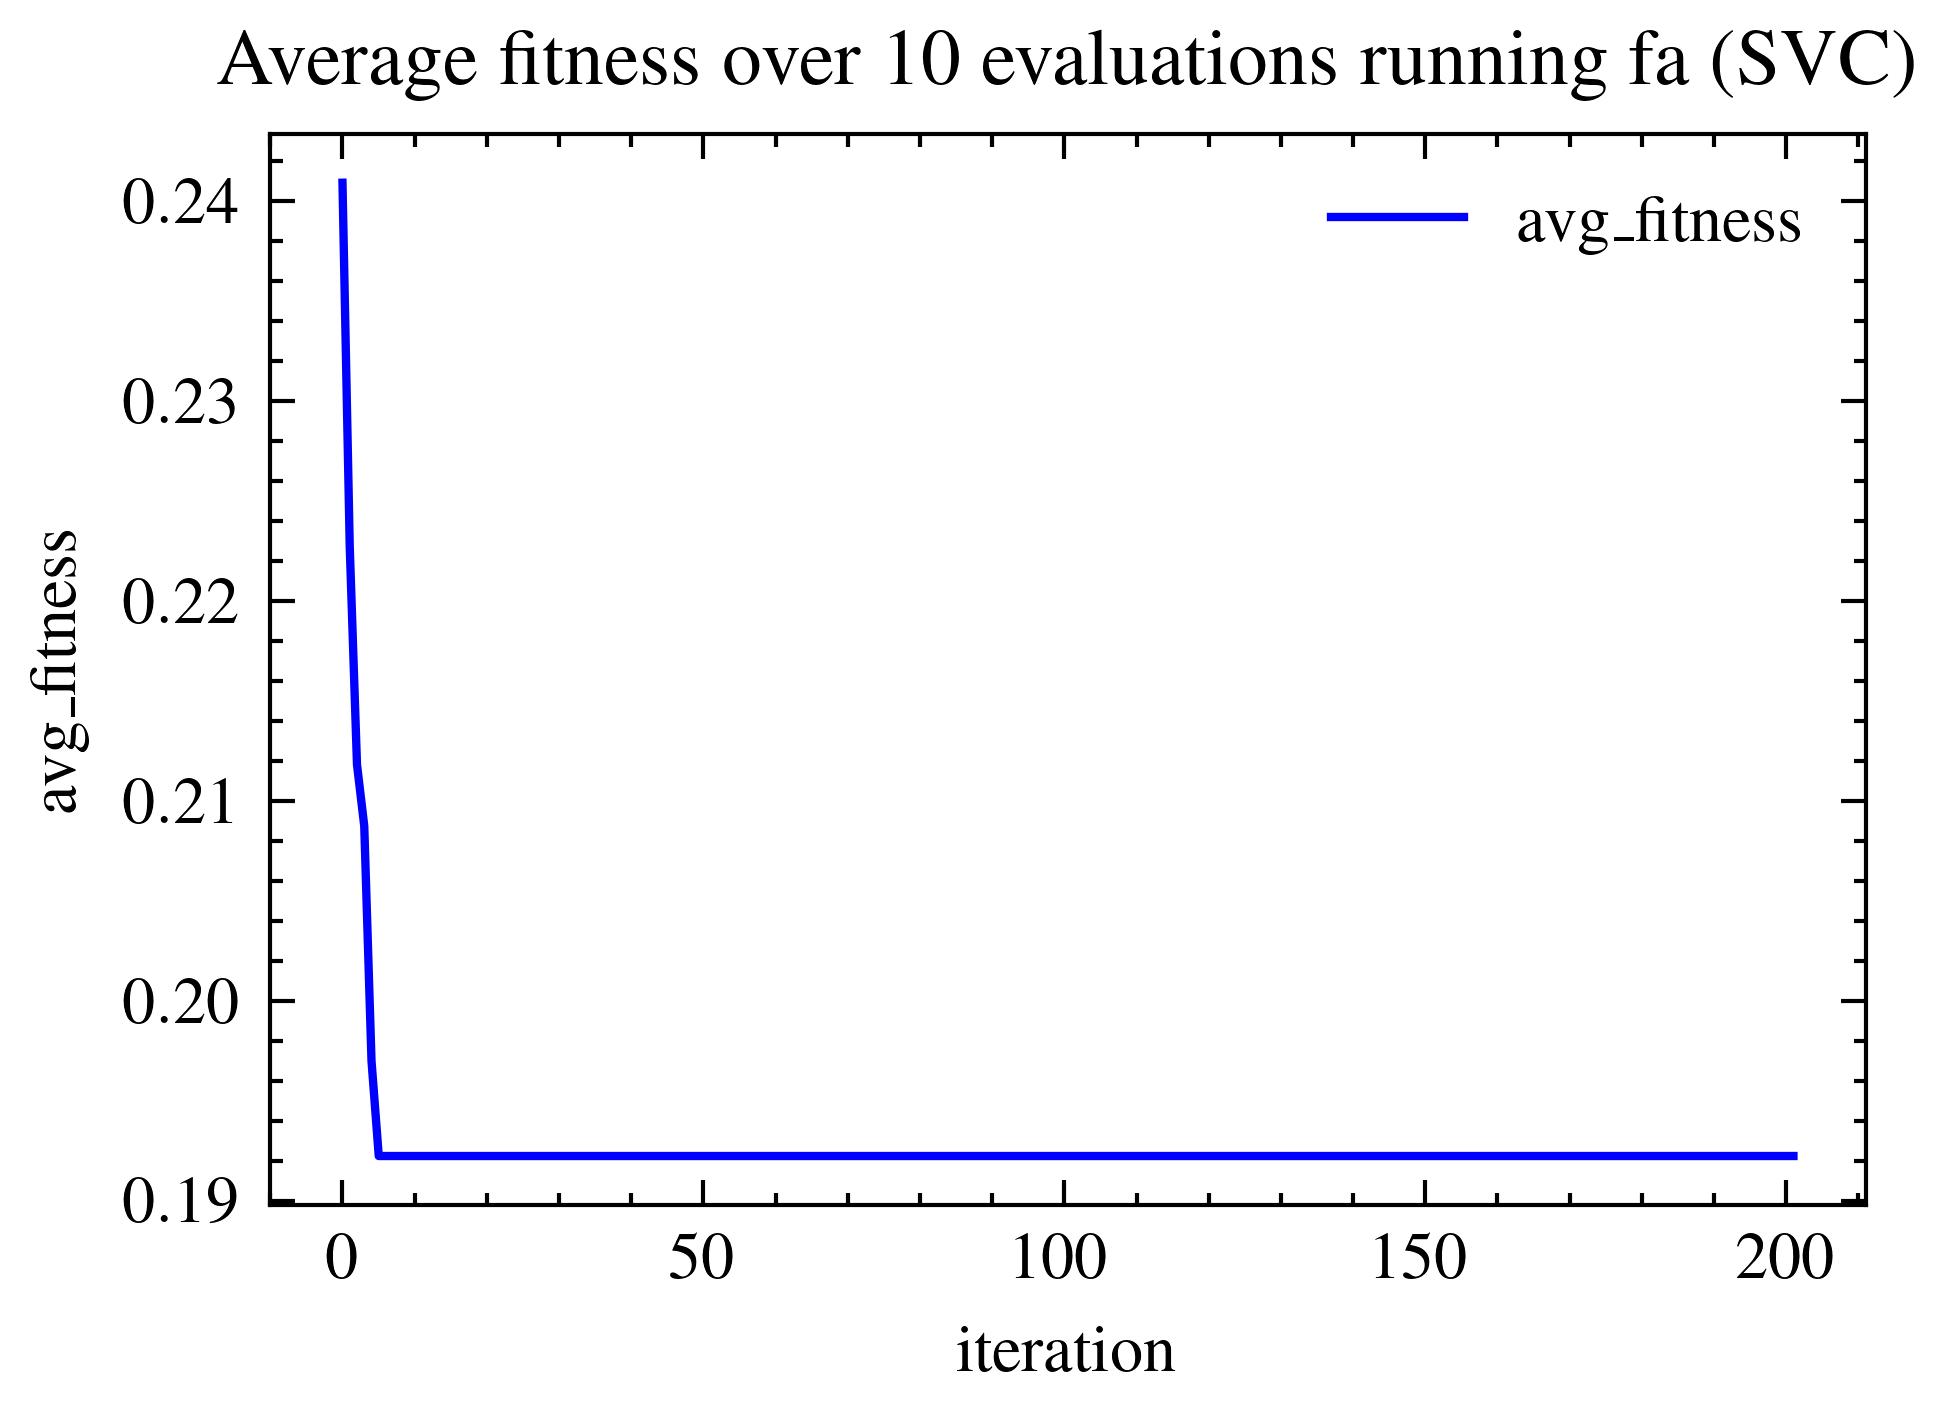 Average fitness over 10 evaluations running fa (SVC)
avg_fitness
0.24
0.23
0.22
0.21
0.20
0.19
avg_fitness
0 50 100 150 200
iteration